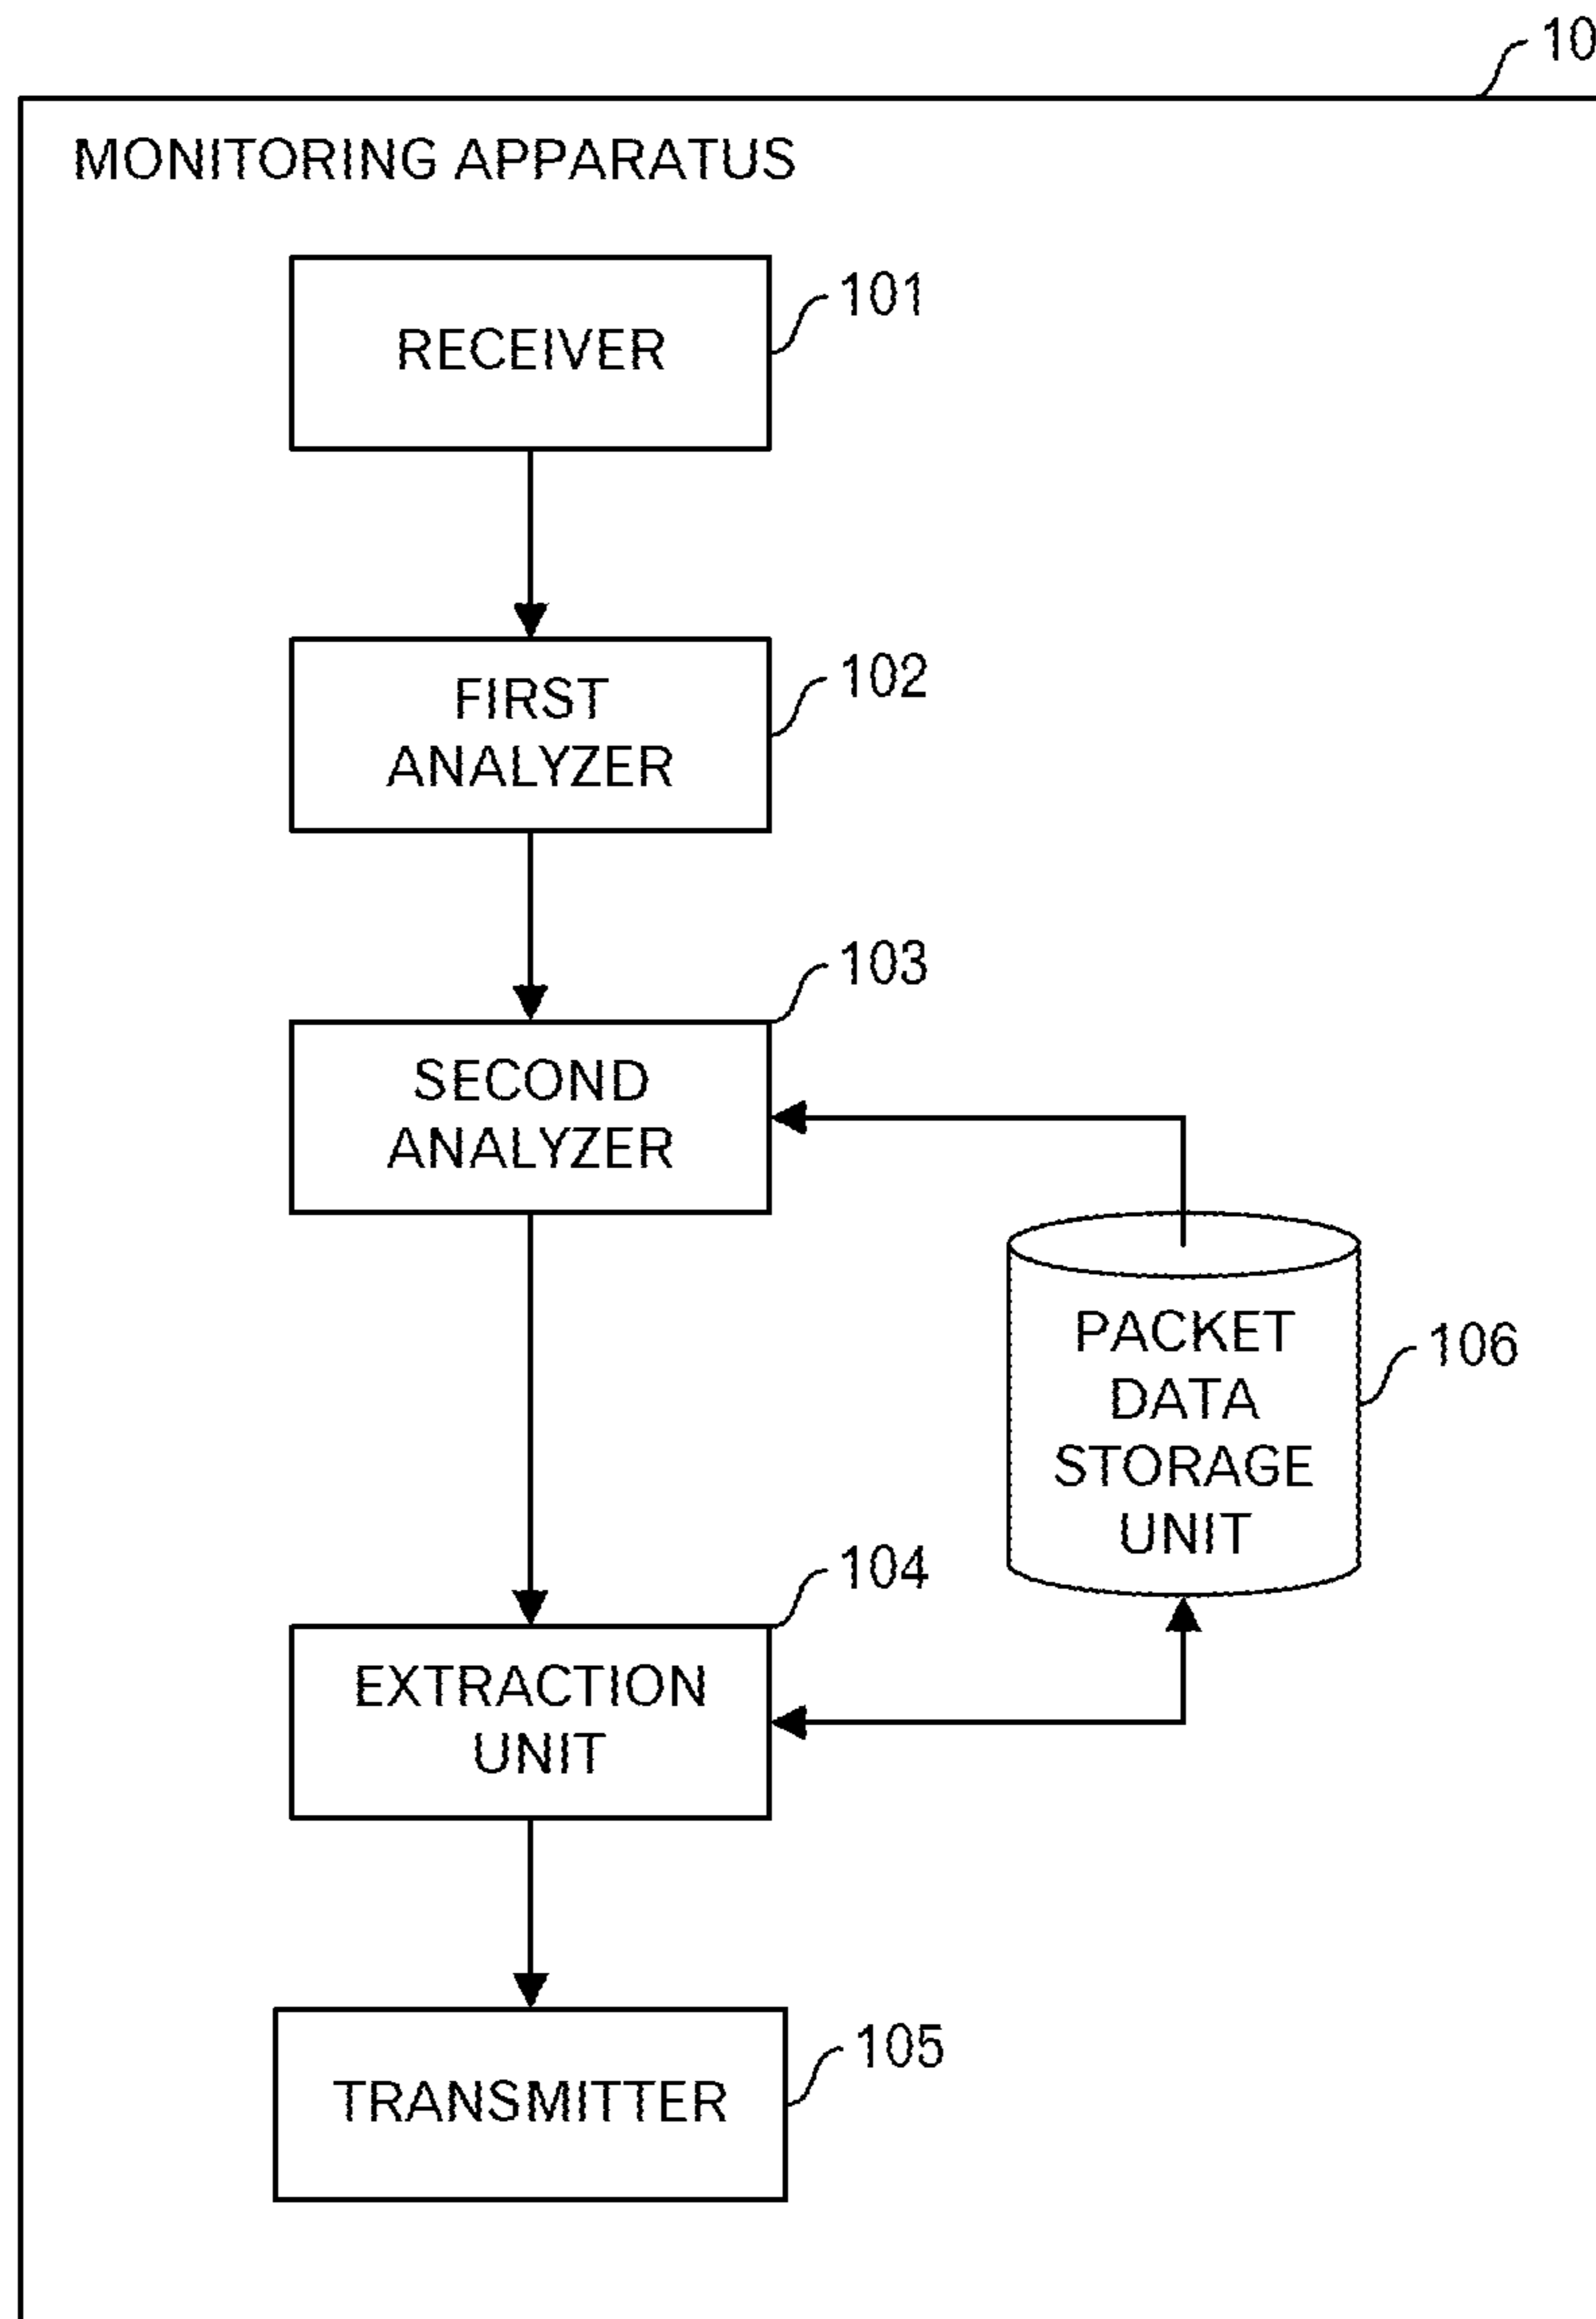 10
MONITORING APPARATUS
101
RECEIVER
102
FIRST
ANALYZER
103
SECOND
ANALYZER
106
PACKET
DATA
STORAGE
UNIT
104
EXTRACTION
UNIT
105
TRANSMITTER